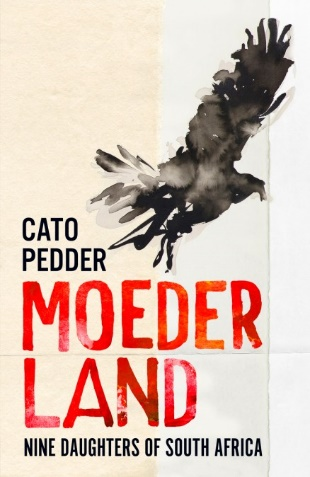 CATO
PEDDER
MOEDER
LAND
NINE DAUGHTERS OF SOUTH AFRICA